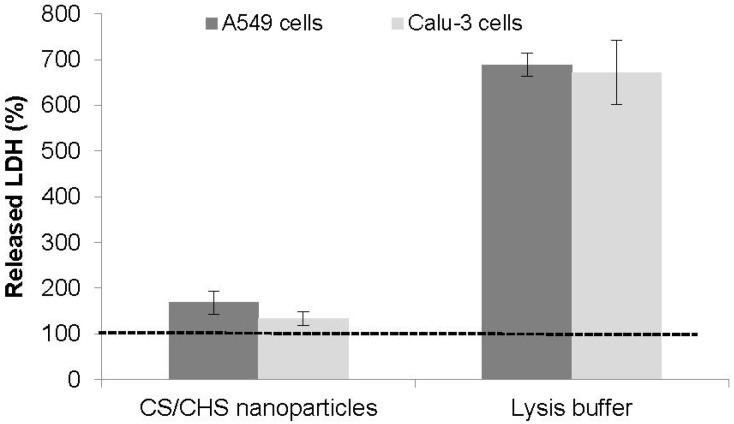 800
700
600
500
400
300
200
100
0
Released LDH (%)
A549 cells
Calu-3 cells
CS/CHS nanoparticles
Lysis buffer